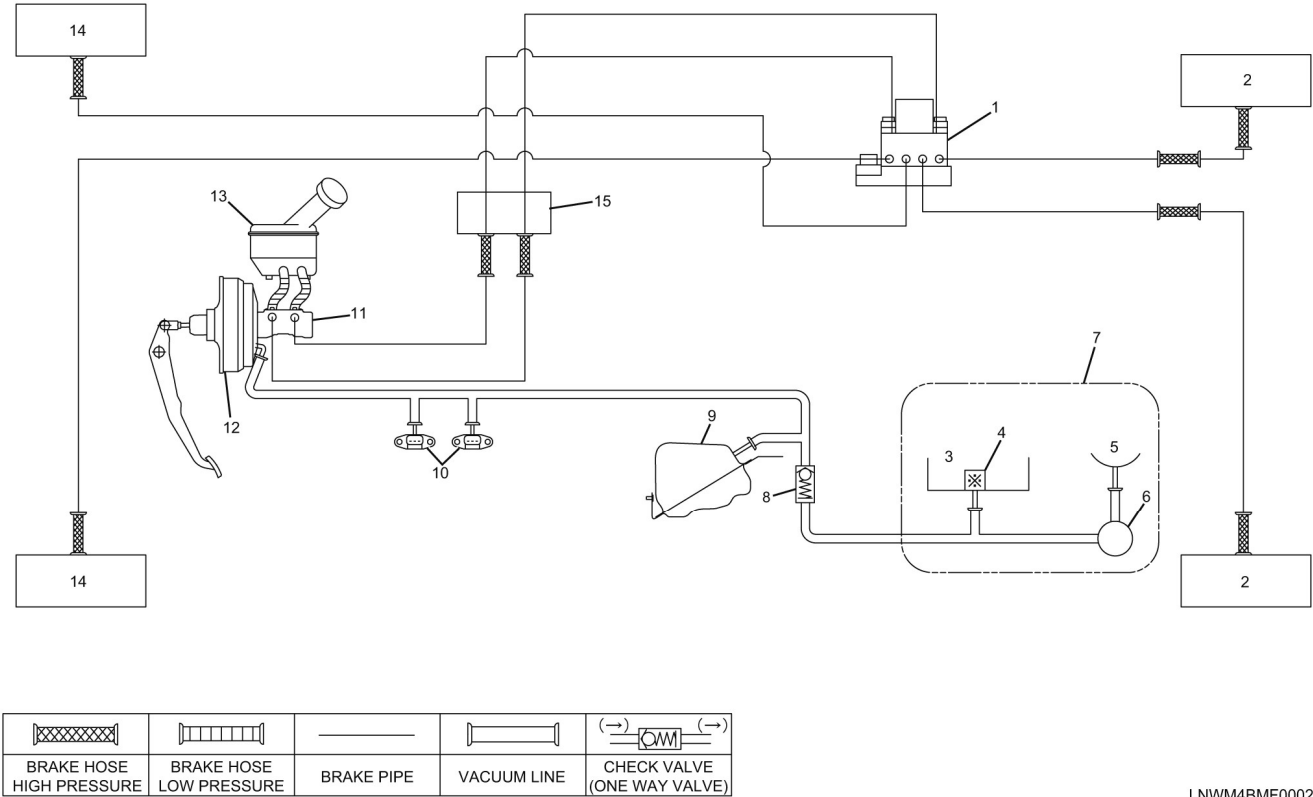 14
2
1
13
15
11
7
12
9
10
3
4
5
8
6
14
2
(→)
(→)
BRAKE HOSE
HIGH PRESSURE
BRAKE HOSE
LOW PRESSURE
BRAKE PIPE
VACUUM LINE
CHECK VALVE
(ONE WAY VALVE)
LNWM4BMF0002